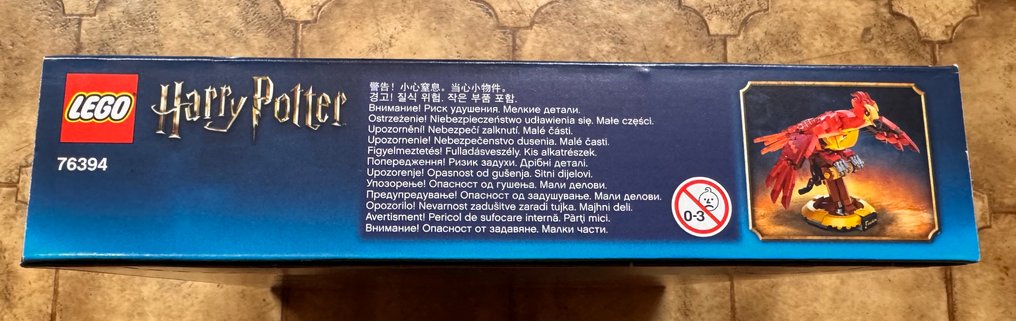 LEGO
Harry Potter
76394
警告！小心窒息。当心小物件。
경고! 질식 위험. 작은 부품 포함.
Внимание! Риск удушения. Мелкие детали.
Ostrzeżenie! Niebezpieczeństwo udławienia się. Małe części.
Upozornění! Nebezpečí zalknutí. Malé části.
Upozornenie! Nebezpečenstvo dusenia. Malé časti.
Figyelmeztetés! Fulladásveszély. Kis alkatrészek.
Попередження! Ризик задухи. Дрібні деталі.
Upozorenje! Opasnost od gušenja. Sitni dijelovi.
Упозорење! Опасност од гушења. Мали делови.
Предупредување! Опасност од задушување. Мали делови.
Opozorilo! Nevarnost zadušitve zaradi tujka. Majhni deli.
Avertisment! Pericol de sufocare internă. Părţi mici.
Внимание! Опасност от задавяне. Малки части.
0-3